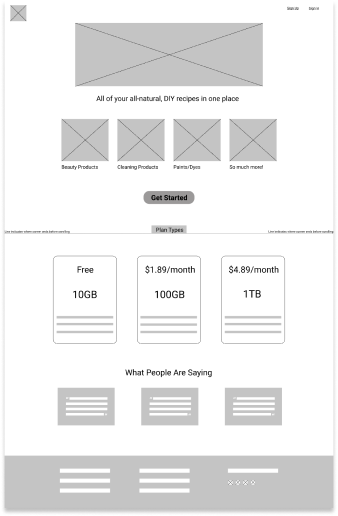 Sign Up Sign In
All of your all-natural, DIY recipes in one place
Beauty Products Cleaning Products Paints/Dyes So much more!
Get Started
Plan Types
Line indicates where screen ends before scrolling Line indicates where screen ends before scrolling
Free $1.89/month $4.89/month
10GB 100GB 1TB
What People Are Saying